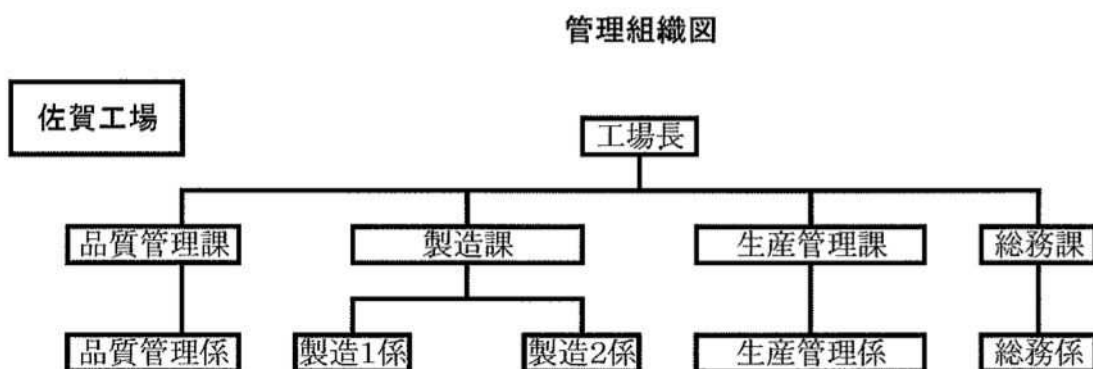 管理組織図
佐賀工場
工場長
品質管理課
製造課
生産管理課
総務課
品質管理係
製造1係
製造2係
生産管理係
総務係